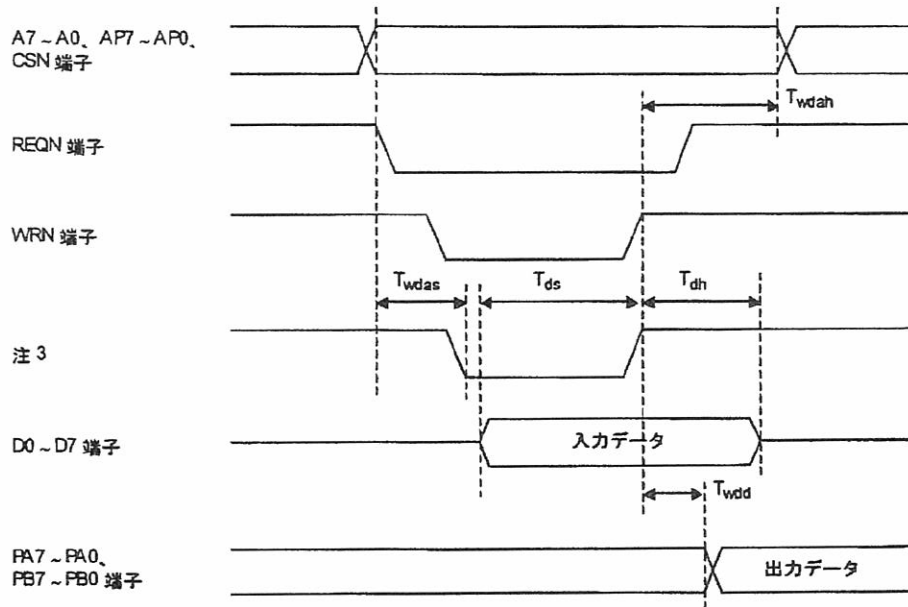 A7~A0、AP7~AP0、
CSN 端子
Twdah
REQN 端子
WRN 端子
Twdas
Tds
Tdh
注 3
D0~D7 端子
入力データ
Twdd
PA7~PA0、
PB7~PB0 端子
出力データ